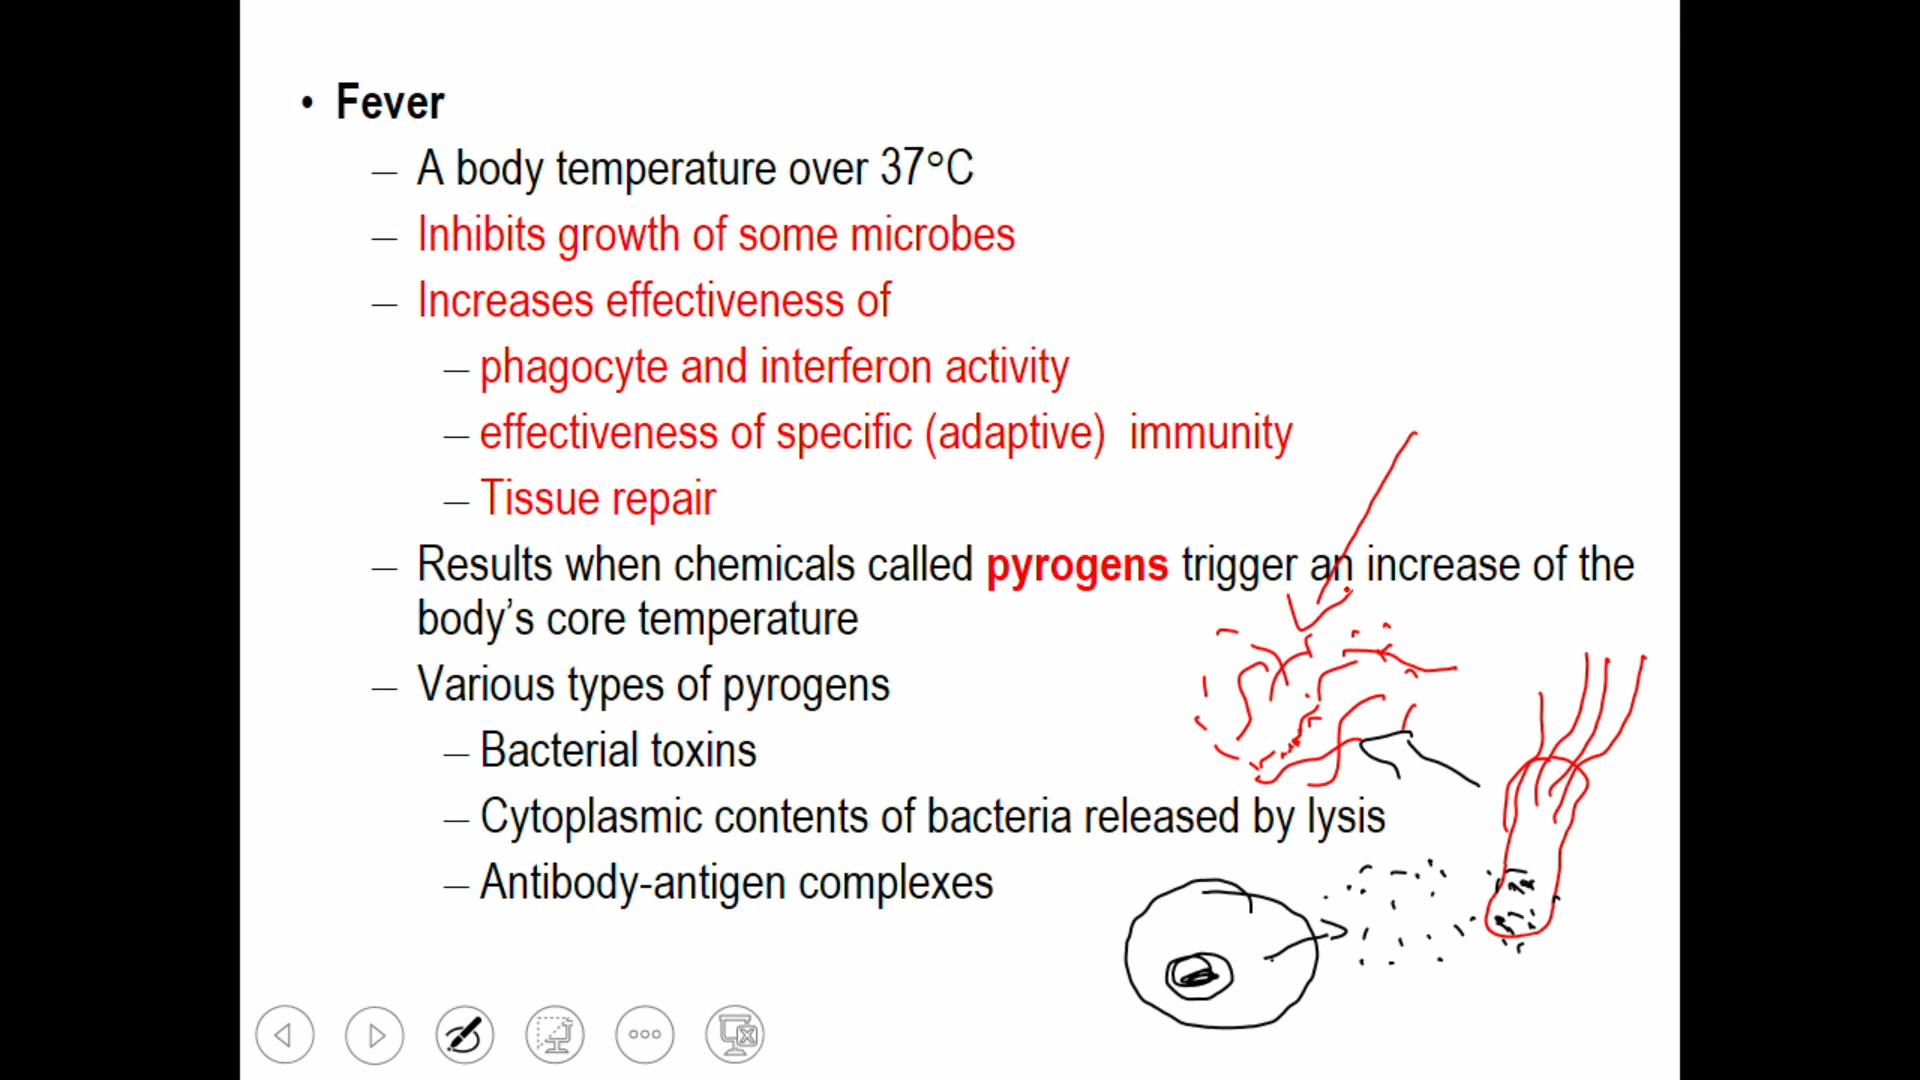 • Fever
– A body temperature over 37°C
– Inhibits growth of some microbes
– Increases effectiveness of
– phagocyte and interferon activity
– effectiveness of specific (adaptive) immunity
– Tissue repair
– Results when chemicals called pyrogens trigger an increase of the
body’s core temperature
– Various types of pyrogens
– Bacterial toxins
– Cytoplasmic contents of bacteria released by lysis
– Antibody-antigen complexes